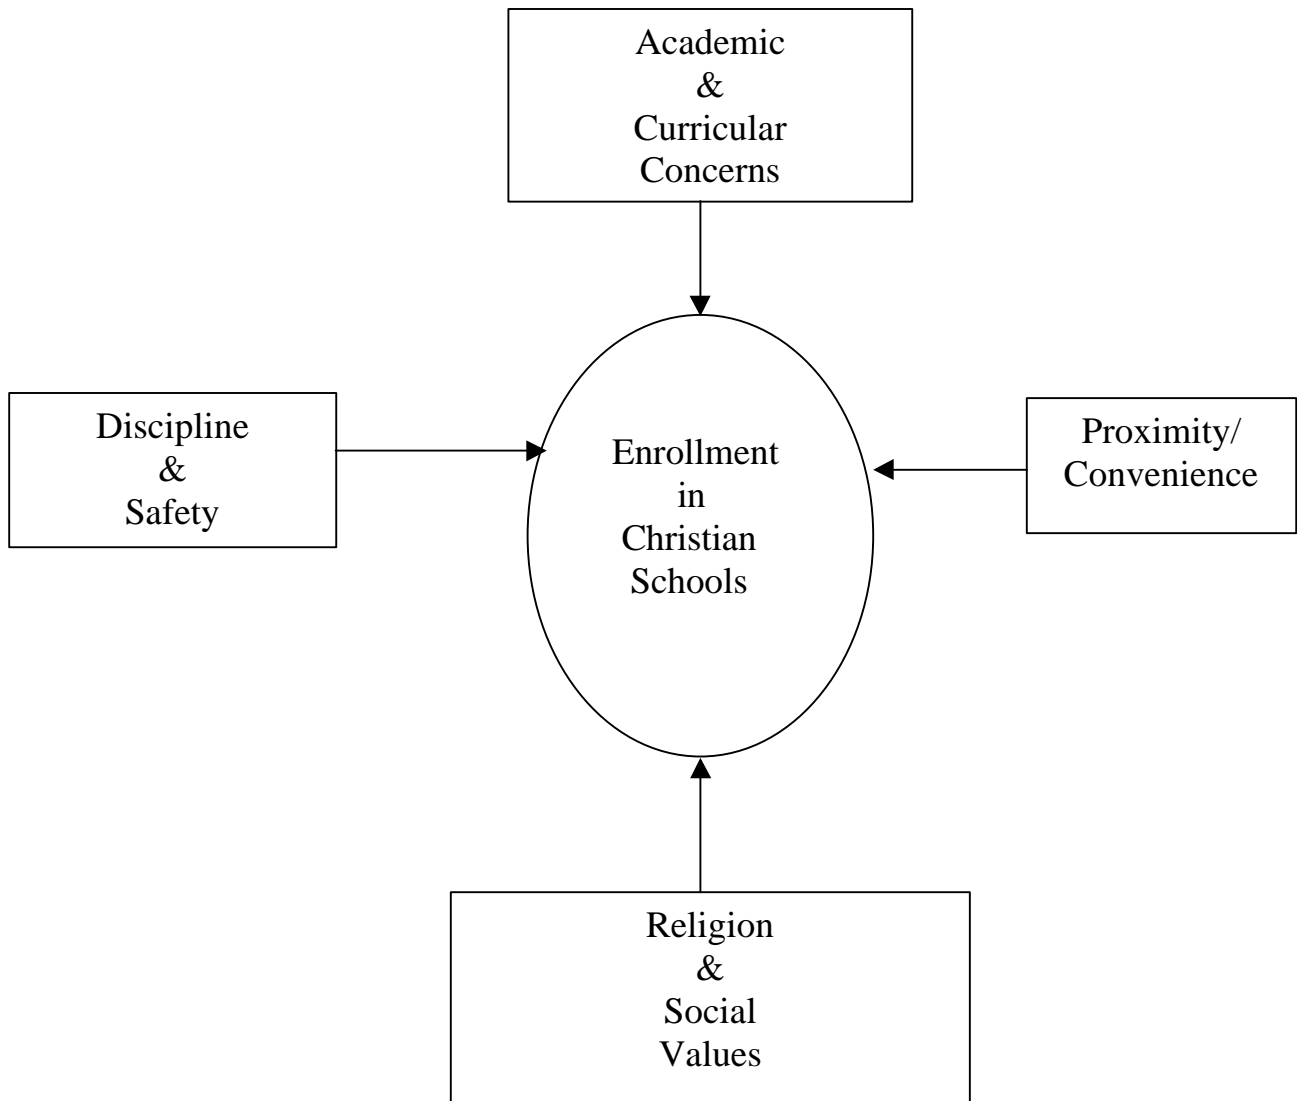 Academic
&
Curricular
Concerns
Discipline
&
Safety
Enrollment
in
Christian
Schools
Proximity/
Convenience
Religion
&
Social
Values